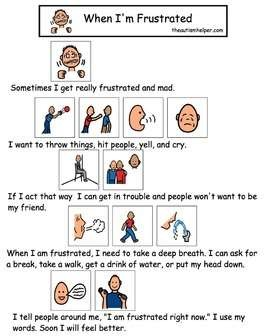 When I'm Frustrated
theautismhelper.com
Sometimes I get really frustrated and mad.
I want to throw things, hit people, yell, and cry.
If I act that way I can get in trouble and people won't want to be
my friend.
When I am frustrated, I need to take a deep breath. I can ask for
a break, take a walk, get a drink of water, or put my head down.
I tell people around me, "I am frustrated right now." I use my
words. Soon I will feel better.